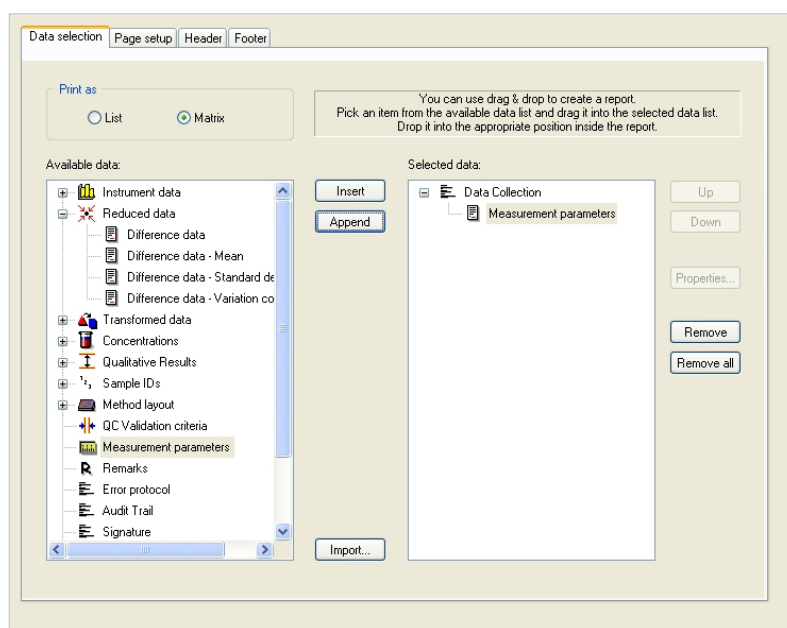 Data selection
Page setup
Header
Footer
Print as
List
Matrix
You can use drag & drop to create a report.
Pick an item from the available data list and drag it into the selected data list.
Drop it into the appropriate position inside the report.
Available data:
Instrument data
Reduced data
Difference data
Difference data - Mean
Difference data - Standard de
Difference data - Variation co
Transformed data
Concentrations
Qualitative Results
Sample IDs
Method layout
QC Validation criteria
Measurement parameters
Remarks
Error protocol
Audit Trail
Signature
Insert
Append
Import...
Selected data:
Data Collection
Measurement parameters
Up
Down
Properties...
Remove
Remove all